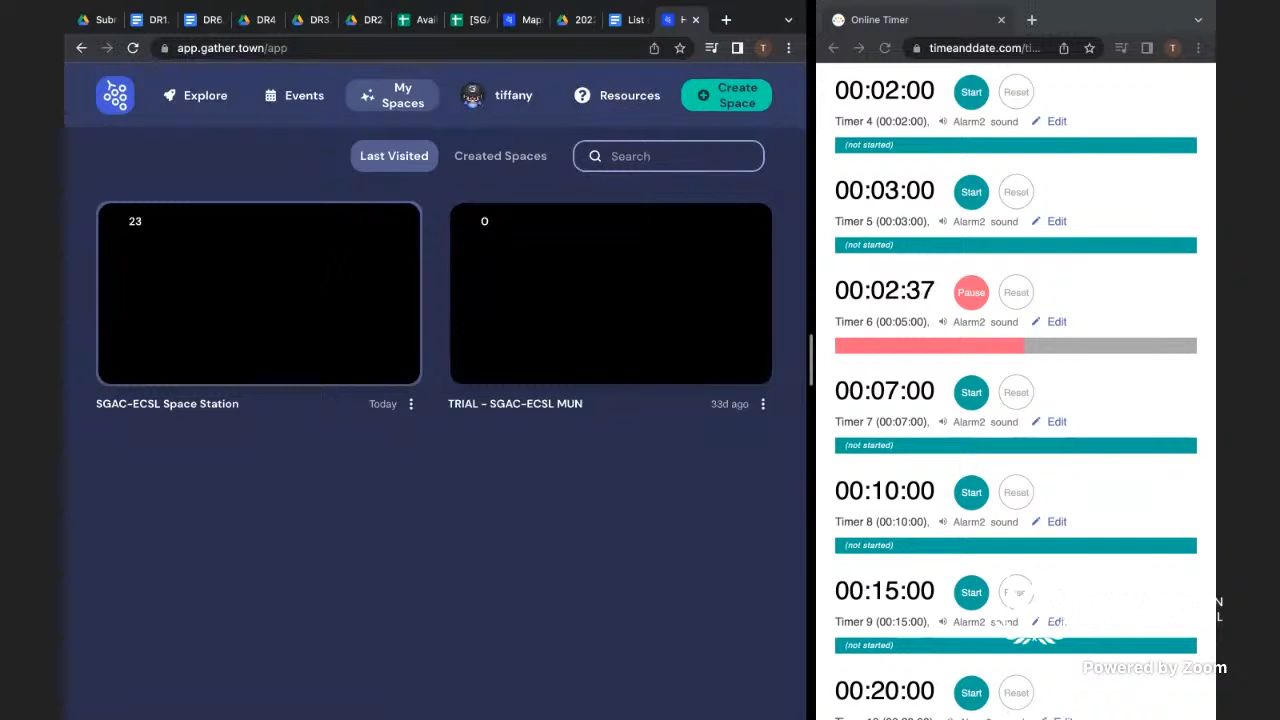 Subr
DR1.
DR6
DR4
DR3.
DR2
Avai
[SGA
Map
202
List
H
app.gather.town/app
T
Explore
Events
My Spaces
tiffany
Resources
Create Space
Last Visited
Created Spaces
Search
23
0
SGAC-ECSL Space Station
Today
TRIAL - SGAC-ECSL MUN
33d ago
Online Timer
timeanddate.com/ti...
T
00:02:00 Start Reset
Timer 4 (00:02:00), Alarm2 sound Edit
(not started)
00:03:00 Start Reset
Timer 5 (00:03:00), Alarm2 sound Edit
(not started)
00:02:37 Pause Reset
Timer 6 (00:05:00), Alarm2 sound Edit
00:07:00 Start Reset
Timer 7 (00:07:00), Alarm2 sound Edit
(not started)
00:10:00 Start Reset
Timer 8 (00:10:00), Alarm2 sound Edit
(not started)
00:15:00 Start
Timer 9 (00:15:00), Alarm2 sound Edit
(not started)
00:20:00 Start Reset
N
L
Powered by Zoom